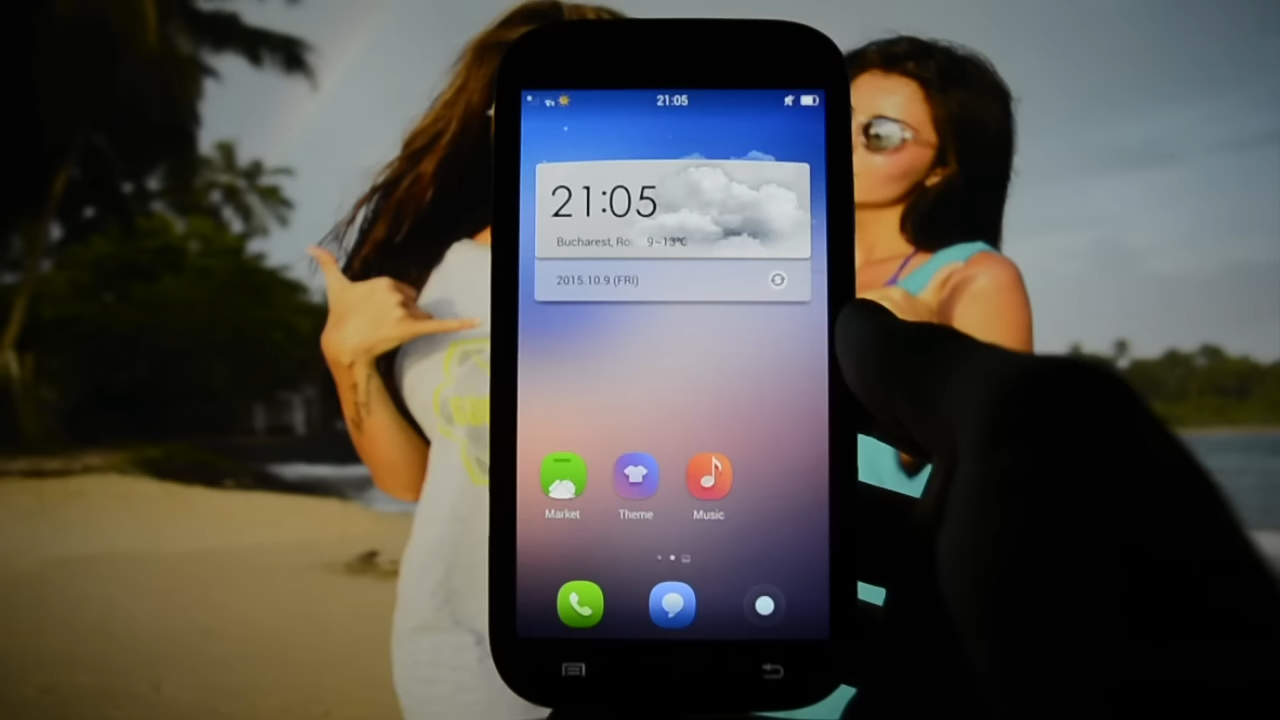 21:05
21:05
Bucharest, Ro 9~13℃
2015.10.9 (FRI)
Market Theme Music